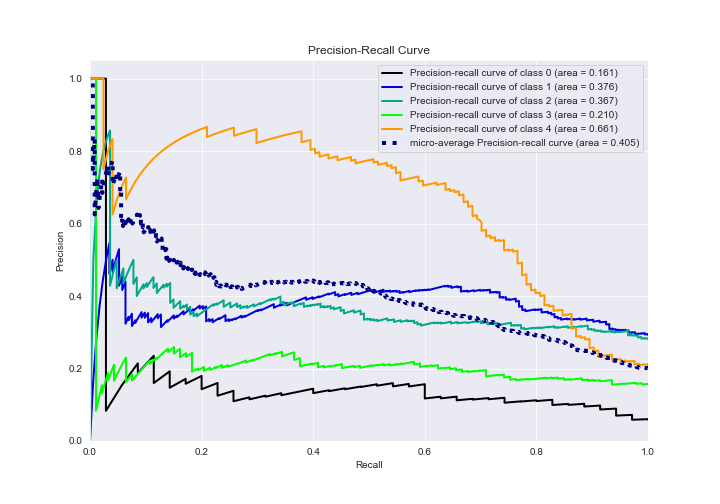 Precision-Recall Curve
Precision-recall curve of class 0 (area = 0.161)
Precision-recall curve of class 1 (area = 0.376)
Precision-recall curve of class 2 (area = 0.367)
Precision-recall curve of class 3 (area = 0.210)
Precision-recall curve of class 4 (area = 0.661)
micro-average Precision-recall curve (area = 0.405)
1.0
0.8
0.6
0.4
0.2
0.0
Precision
0.0 0.2 0.4 0.6 0.8 1.0
Recall